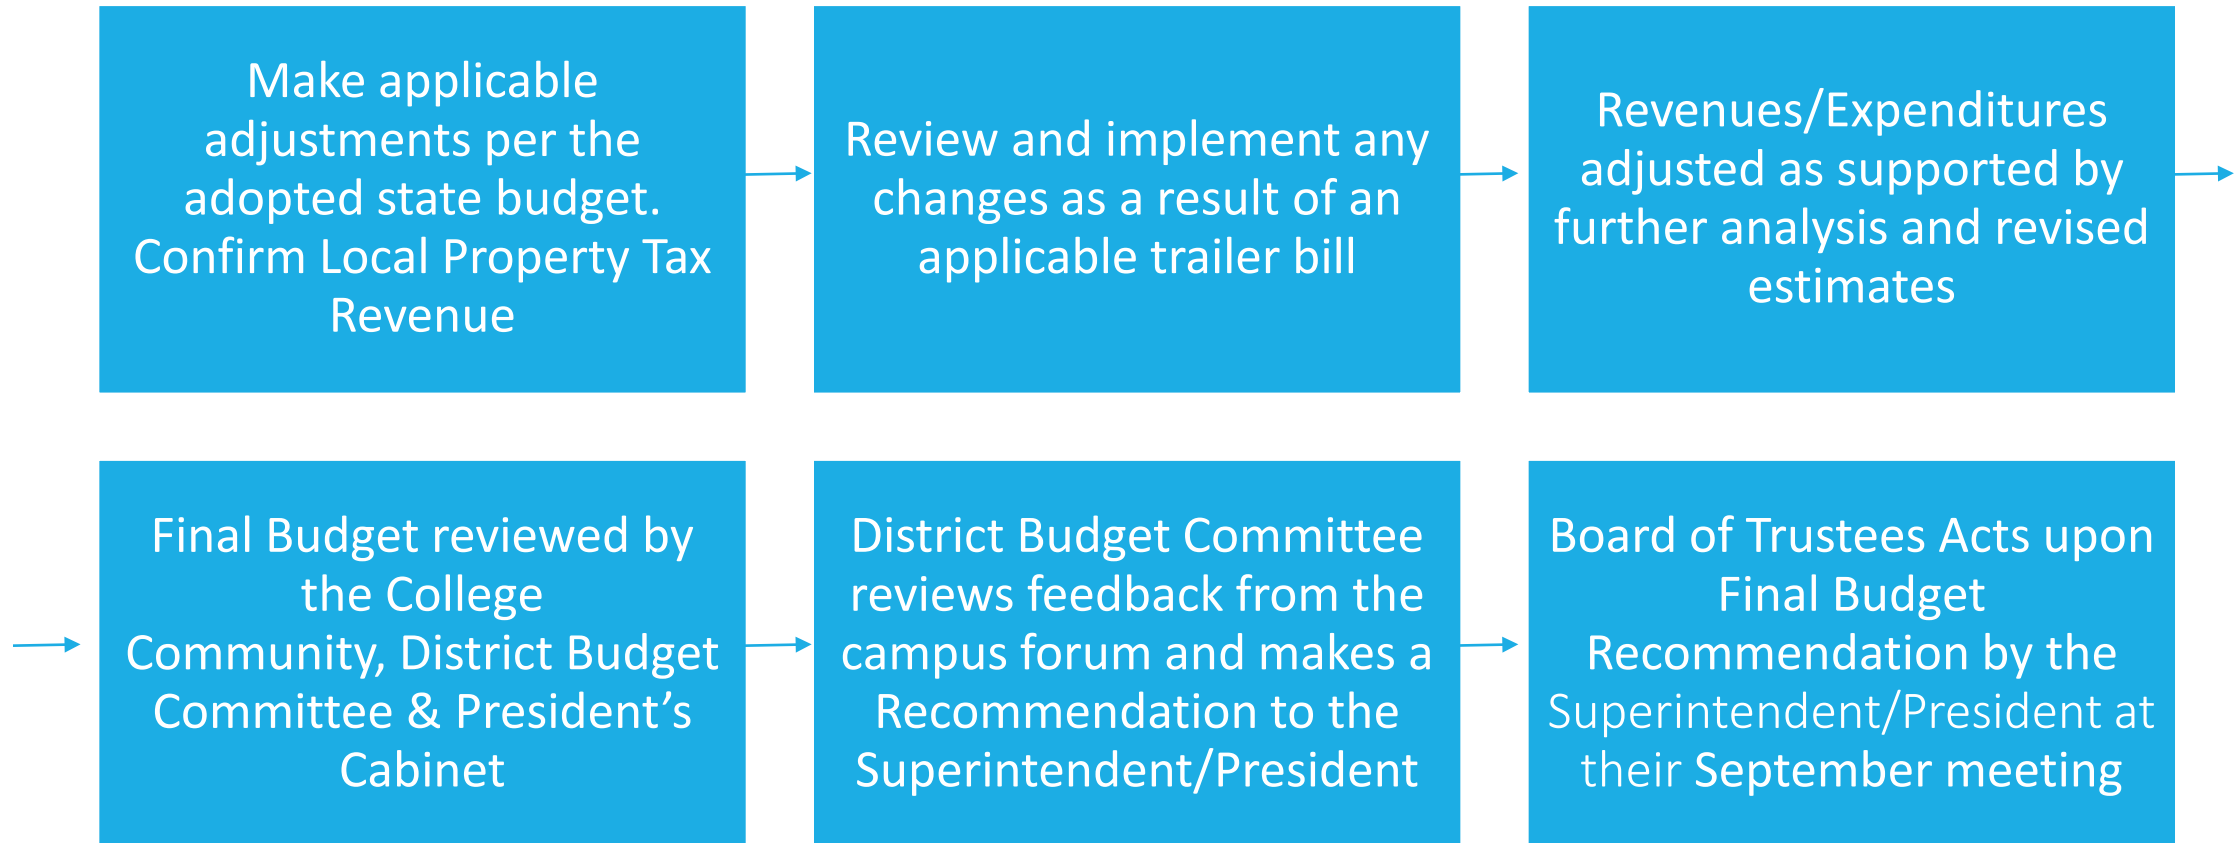 Make applicable
adjustments per the
adopted state budget.
Confirm Local Property Tax
Revenue
Review and implement any
changes as a result of an
applicable trailer bill
Revenues/Expenditures
adjusted as supported by
further analysis and revised
estimates
Final Budget reviewed by
the College
Community, District Budget
Committee & President’s
Cabinet
District Budget Committee
reviews feedback from the
campus forum and makes a
Recommendation to the
Superintendent/President
Board of Trustees Acts upon
Final Budget
Recommendation by the
Superintendent/President at
their September meeting